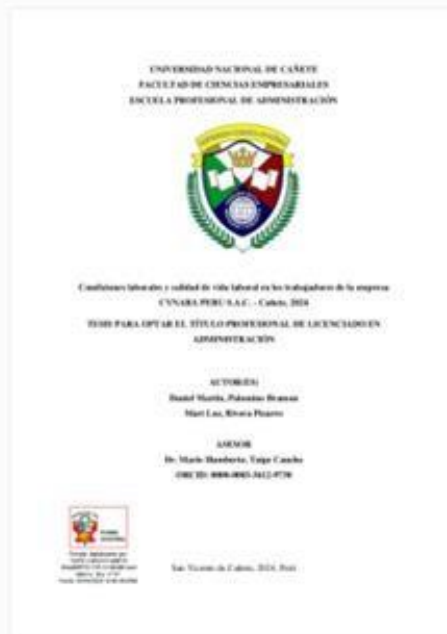 UNIVERSIDAD NACIONAL DE CAÑETE
FACULTAD DE CIENCIAS EMPRESARIALES
ESCUELA PROFESIONAL DE ADMINISTRACIÓN
Condiciones laborales y calidad de vida laboral en los trabajadores de la empresa
CYNARA PERU S.A.C. - Cañete, 2024
TESIS PARA OPTAR EL TÍTULO PROFESIONAL DE LICENCIADO EN
ADMINISTRACIÓN
AUTOR(ES)
Daniel Martin, Palomino
Mari Luz, Rivera Pizarro
ASESOR
Dr. Mario Humberto, Taipe Cancho
San Vicente de Cañete, 2024, Perú